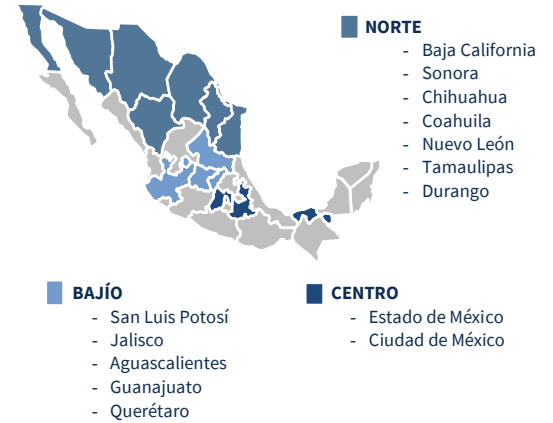 NORTE
- Baja California
- Sonora
- Chihuahua
- Coahuila
- Nuevo León
- Tamaulipas
- Durango
BAJÍO
- San Luis Potosí
- Jalisco
- Aguascalientes
- Guanajuato
- Querétaro
CENTRO
- Estado de México
- Ciudad de México